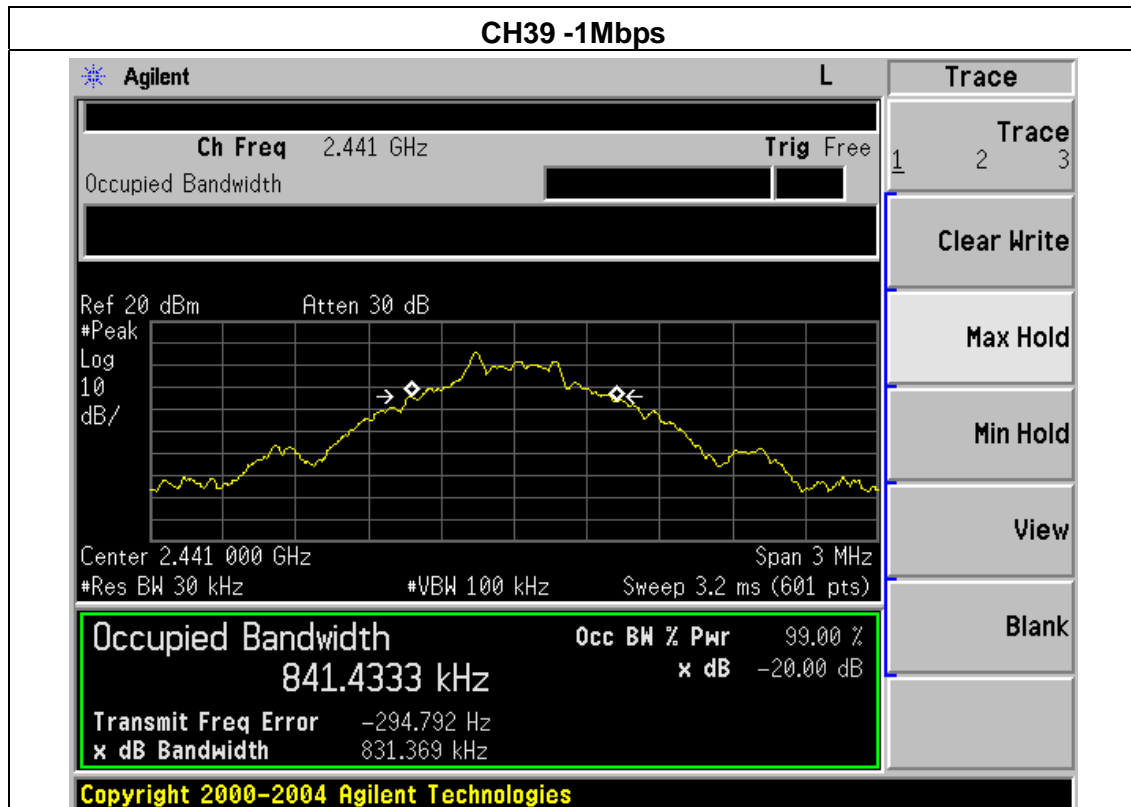 CH39 -1Mbps
Agilent L Trace
Ch Freq 2.441 GHz Trig Free
Occupied Bandwidth
Trace
1 2 3
Clear Write
Max Hold
Min Hold
View
Blank
Ref 20 dBm Atten 30 dB
#Peak
Log
10
dB/
Center 2.441 000 GHz Span 3 MHz
#Res BW 30 kHz #VBW 100 kHz Sweep 3.2 ms (601 pts)
Occupied Bandwidth Occ BW % Pwr 99.00 %
841.4333 kHz x dB -20.00 dB
Transmit Freq Error -294.792 Hz
x dB Bandwidth 831.369 kHz
Copyright 2000-2004 Agilent Technologies